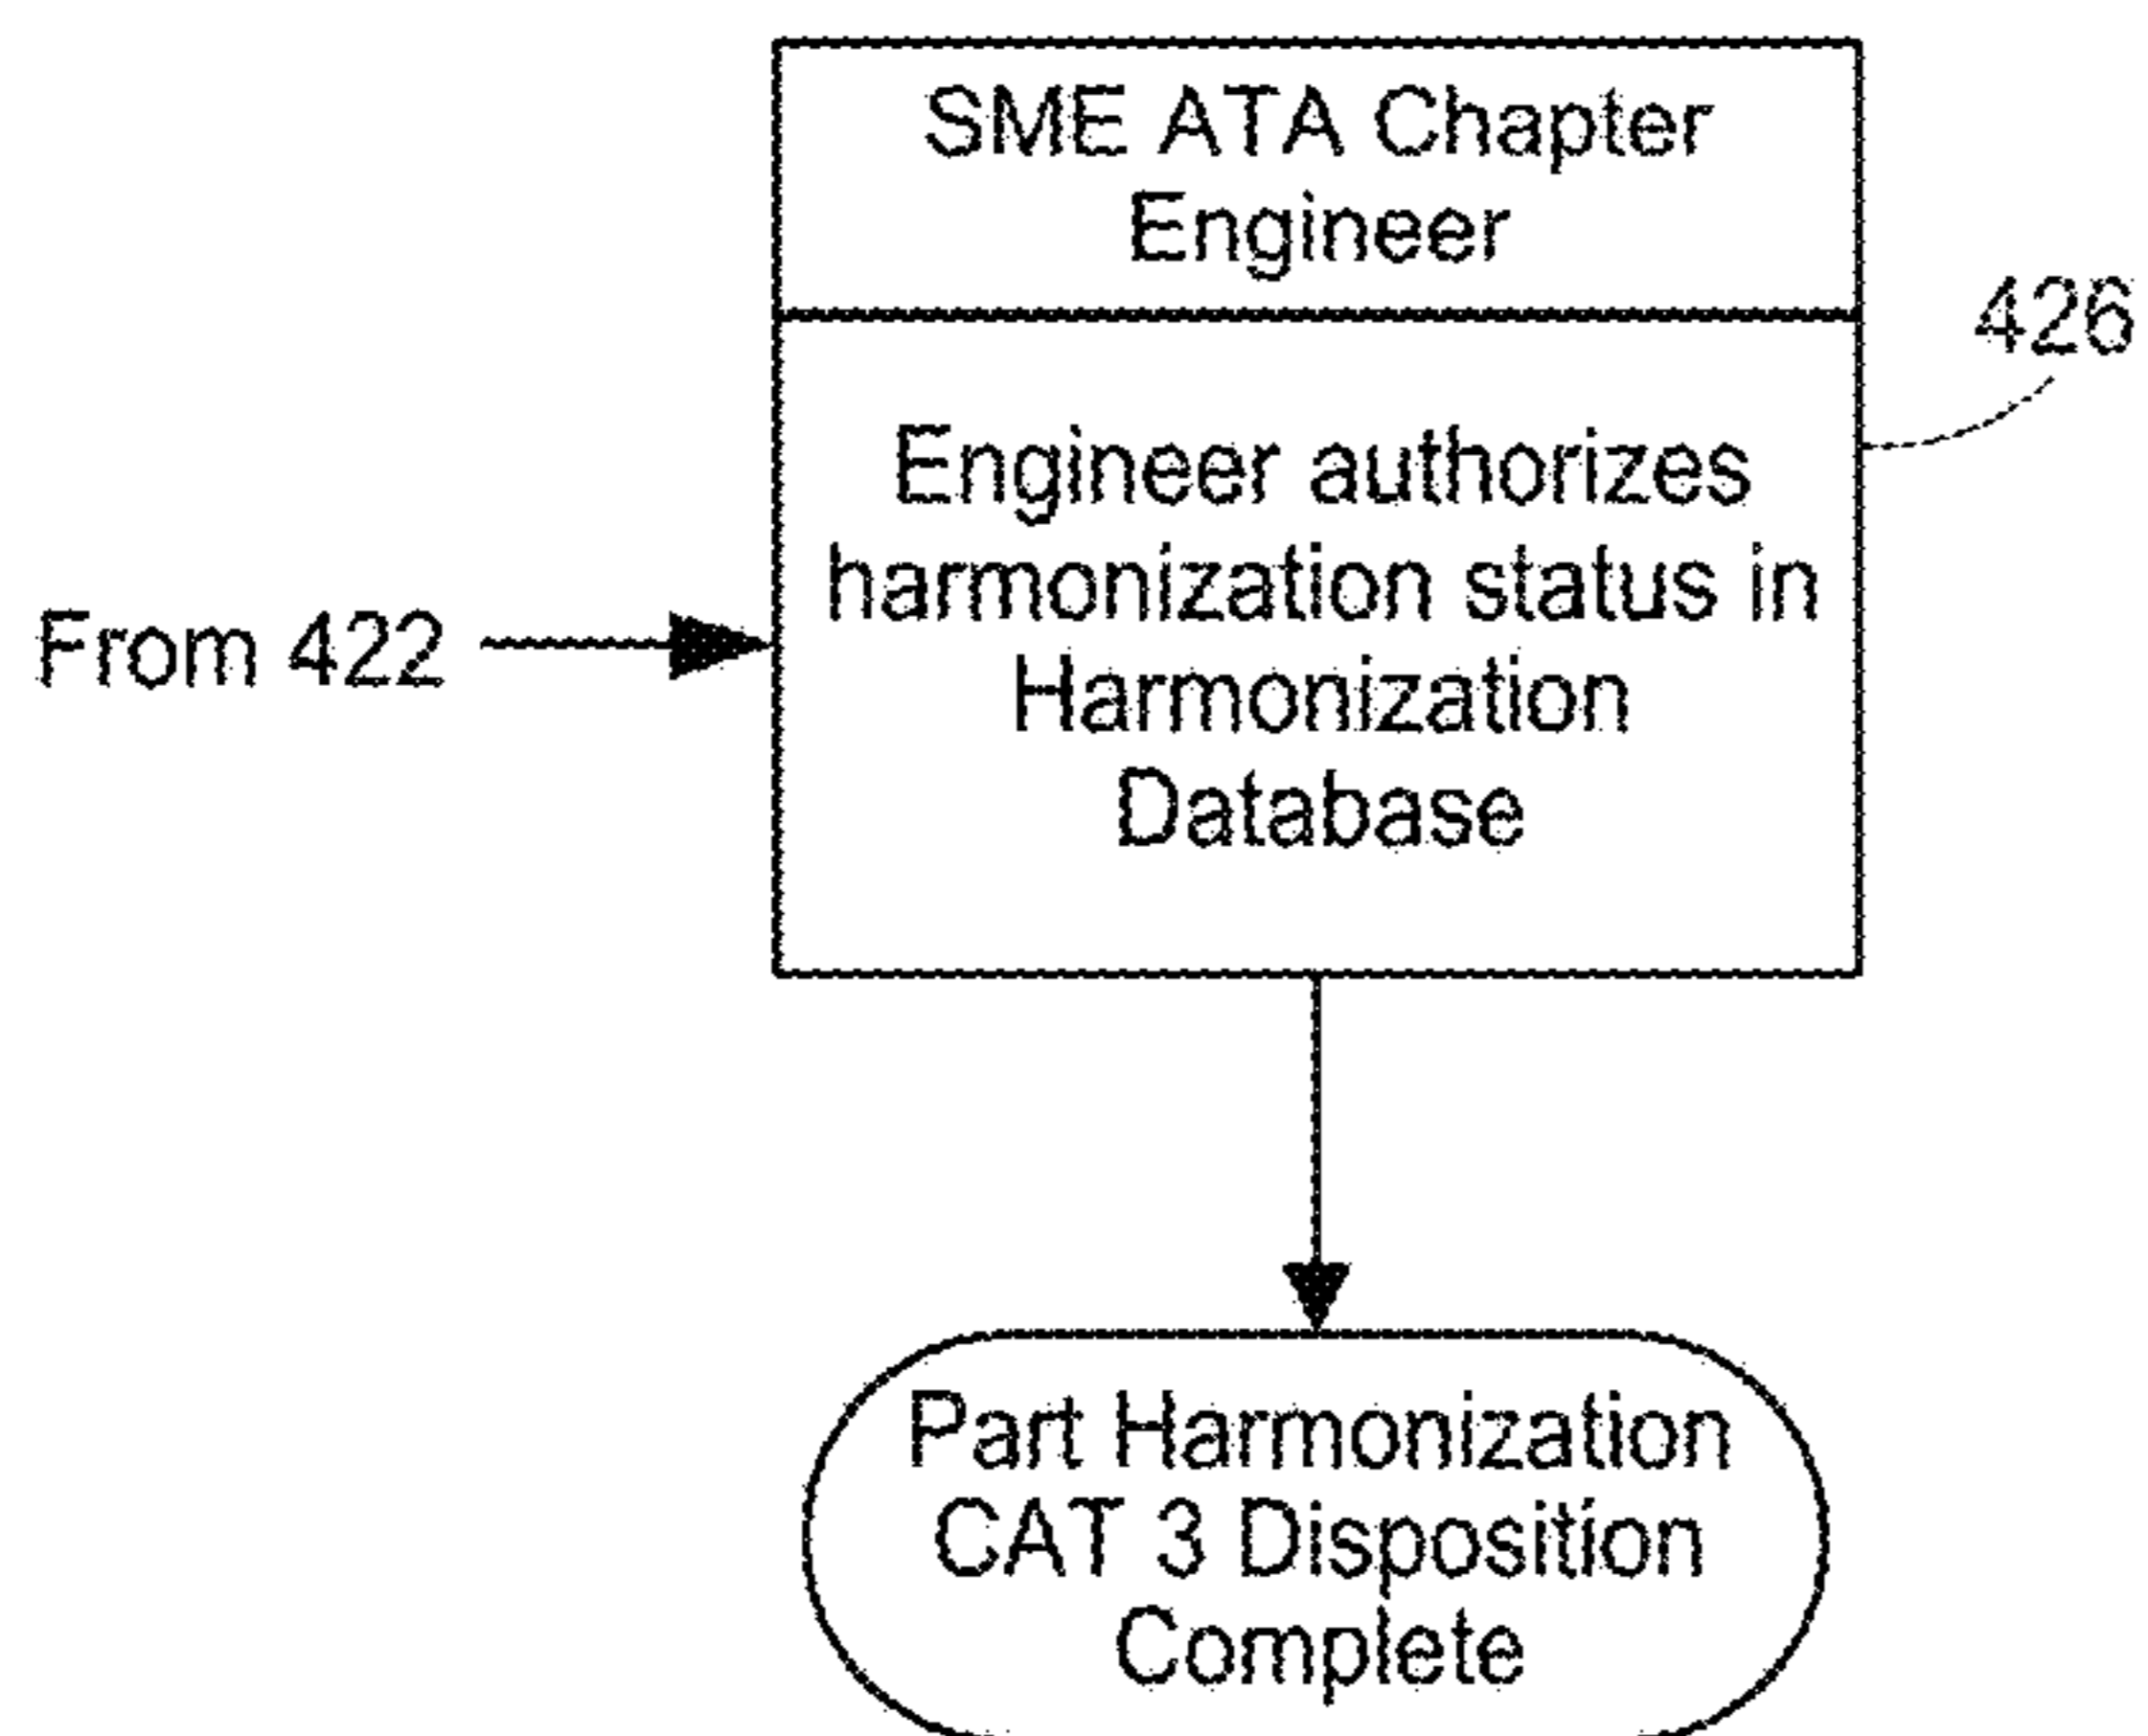 SME ATA Chapter
Engineer
426
Engineer authorizes
harmonization status in
From 422
Harmonization
Database
Part Harmonization
CAT 3 Disposition
Complete